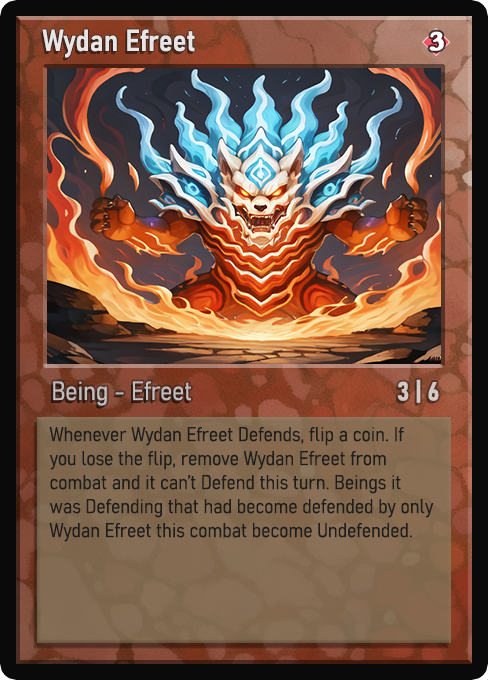 Wydan Efreet
3
Being - Efreet
3 | 6
Whenever Wydan Efreet Defends, flip a coin. If
you lose the flip, remove Wydan Efreet from
combat and it can't Defend this turn. Beings it
was Defending that had become defended by only
Wydan Efreet this combat become Undefended.